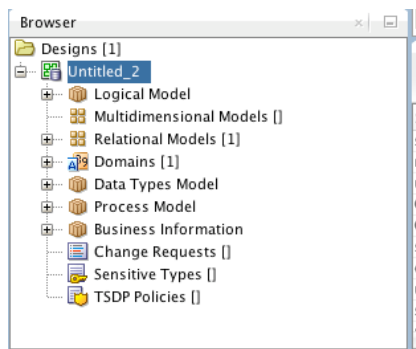 Browser
Designs [1]
Untitled_2
Logical Model
Multidimensional Models []
Relational Models [1]
Domains [1]
Data Types Model
Process Model
Business Information
Change Requests []
Sensitive Types []
TSDP Policies []